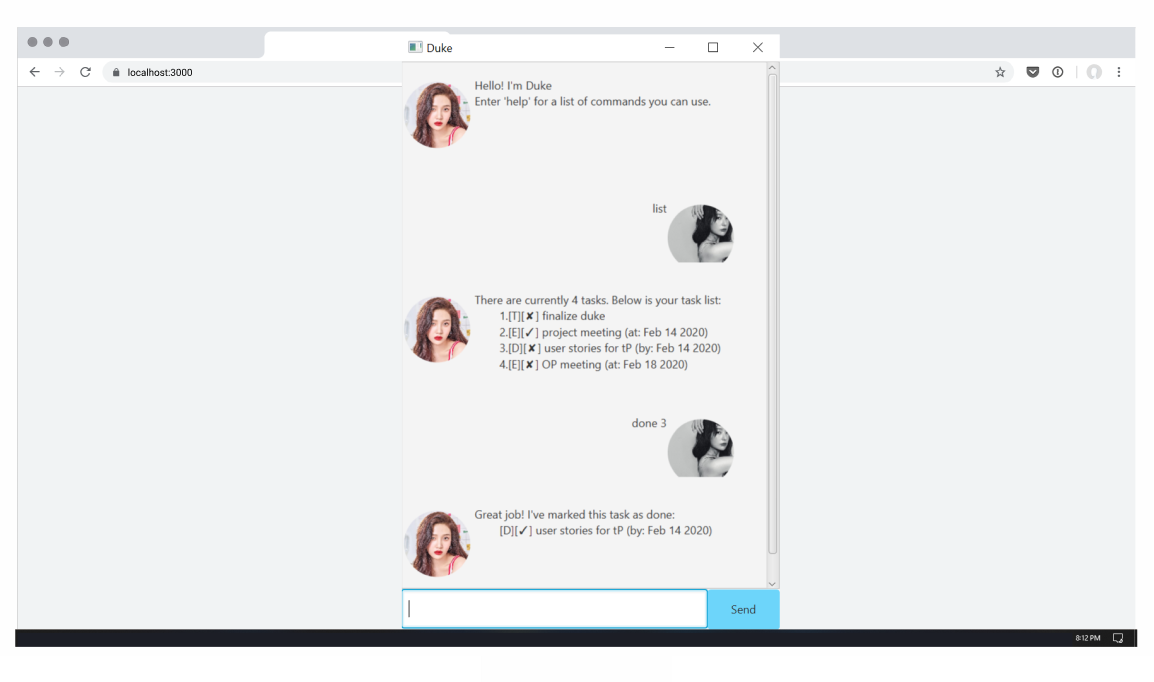 Duke
localhost:3000
Hello! I'm Duke
Enter 'help' for a list of commands you can use.
list
There are currently 4 tasks. Below is your task list:
1.[T][✘] finalize duke
2.[E][✓] project meeting (at: Feb 14 2020)
3.[D][✘] user stories for tP (by: Feb 14 2020)
4.[E][✘] OP meeting (at: Feb 18 2020)
done 3
Great job! I've marked this task as done:
[D][✓] user stories for tP (by: Feb 14 2020)
Send
8:12 PM